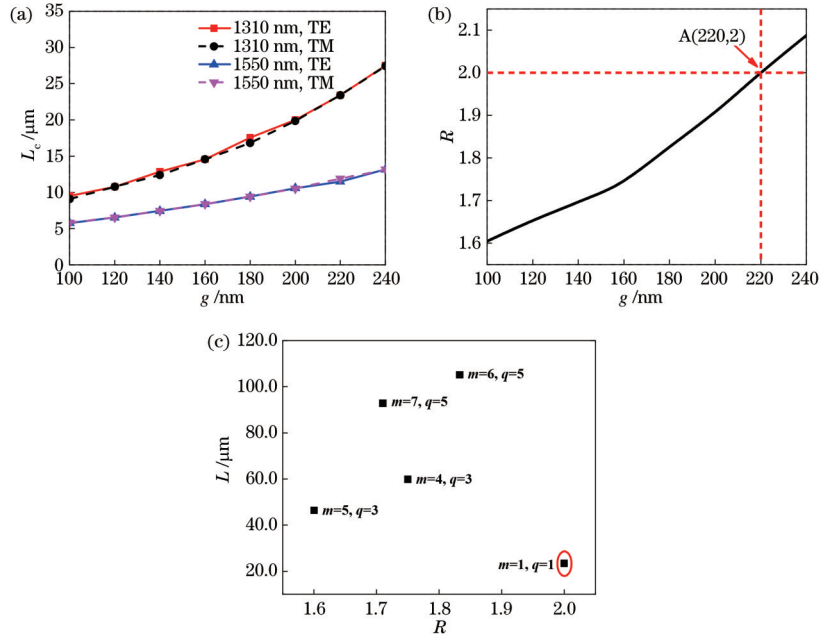 (a)
35
30
25
20
15
10
5
0
L_c /μm
1310 nm, TE
1310 nm, TM
1550 nm, TE
1550 nm, TM
100 120 140 160 180 200 220 240
g /nm
(b)
2.1
2.0
1.9
1.8
1.7
1.6
R
A(220,2)
100 120 140 160 180 200 220 240
g /nm
(c)
120.0
100.0
80.0
60.0
40.0
20.0
L /μm
m=6, q=5
m=7, q=5
m=4, q=3
m=5, q=3
m=1, q=1
1.6 1.7 1.8 1.9 2.0
R